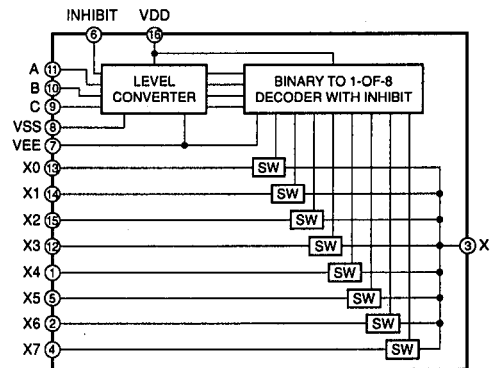 INHIBIT VDD
6 16
A 11
B 10
C 9
VSS 8
VEE 7
LEVEL
CONVERTER
BINARY TO 1-OF-8
DECODER WITH INHIBIT
X0 13 SW
X1 14 SW
X2 15 SW
X3 12 SW 3 X
X4 1 SW
X5 5 SW
X6 2 SW
X7 4 SW